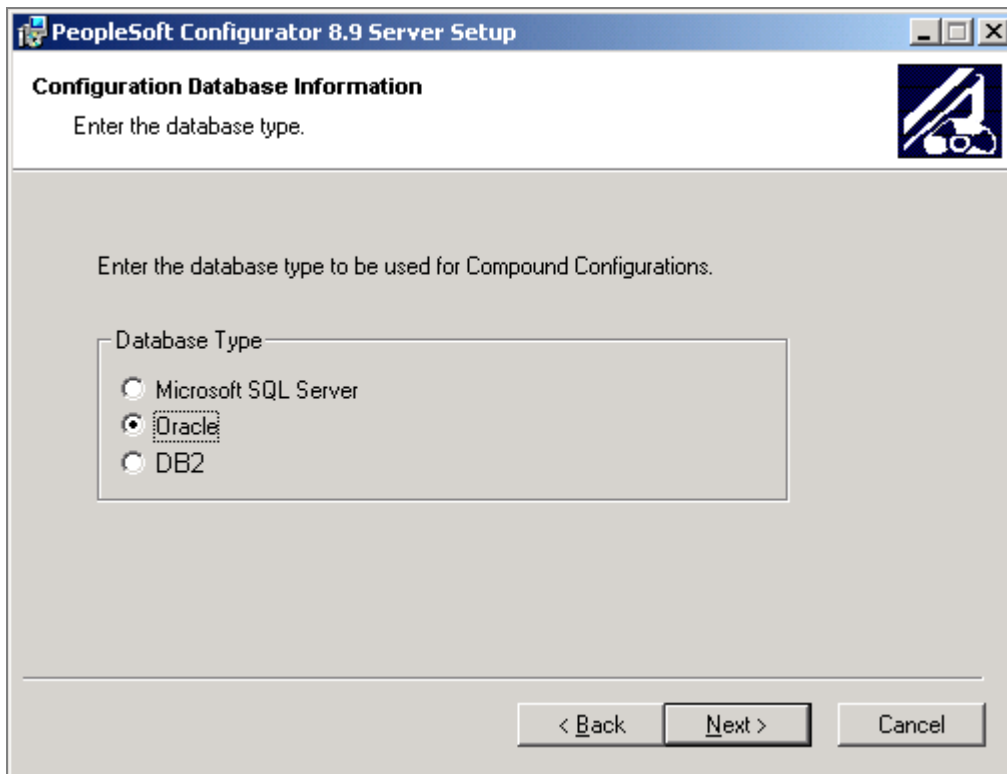 PeopleSoft Configurator 8.9 Server Setup
Configuration Database Information
Enter the database type.
Enter the database type to be used for Compound Configurations.
Database Type
Microsoft SQL Server
Oracle
DB2
< Back
Next >
Cancel